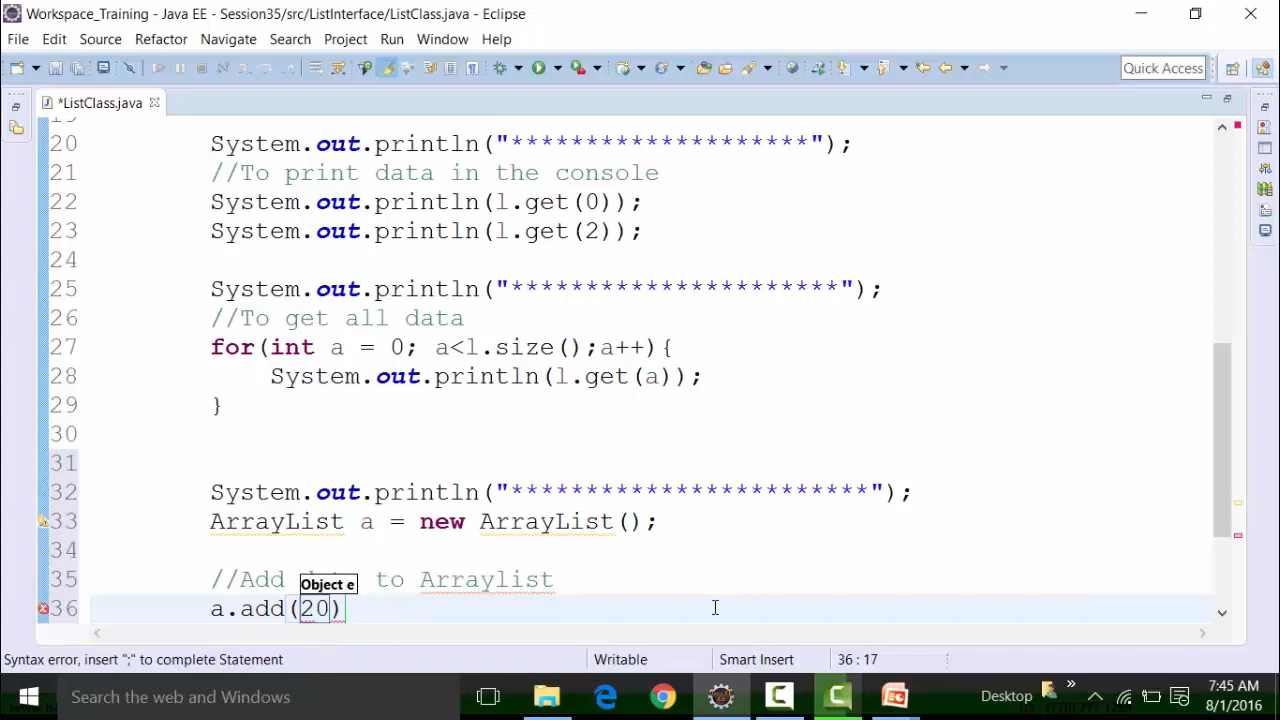 Workspace_Training - Java EE - Session35/src/ListInterface/ListClass.java - Eclipse
File Edit Source Refactor Navigate Search Project Run Window Help
Quick Access
*ListClass.java
20 System.out.println("********************");
21 //To print data in the console
22 System.out.println(l.get(0));
23 System.out.println(l.get(2));
24
25 System.out.println("**********************");
26 //To get all data
27 for(int a = 0; a<l.size();a++){
28 System.out.println(l.get(a));
29 }
30
31
32 System.out.println("************************");
33 ArrayList a = new ArrayList();
34
35 //Add to Arraylist
Object e
36 a.add(20)
Syntax error, insert ";" to complete Statement Writable Smart Insert 36 : 17
Search the web and Windows Desktop 7:45 AM
8/1/2016